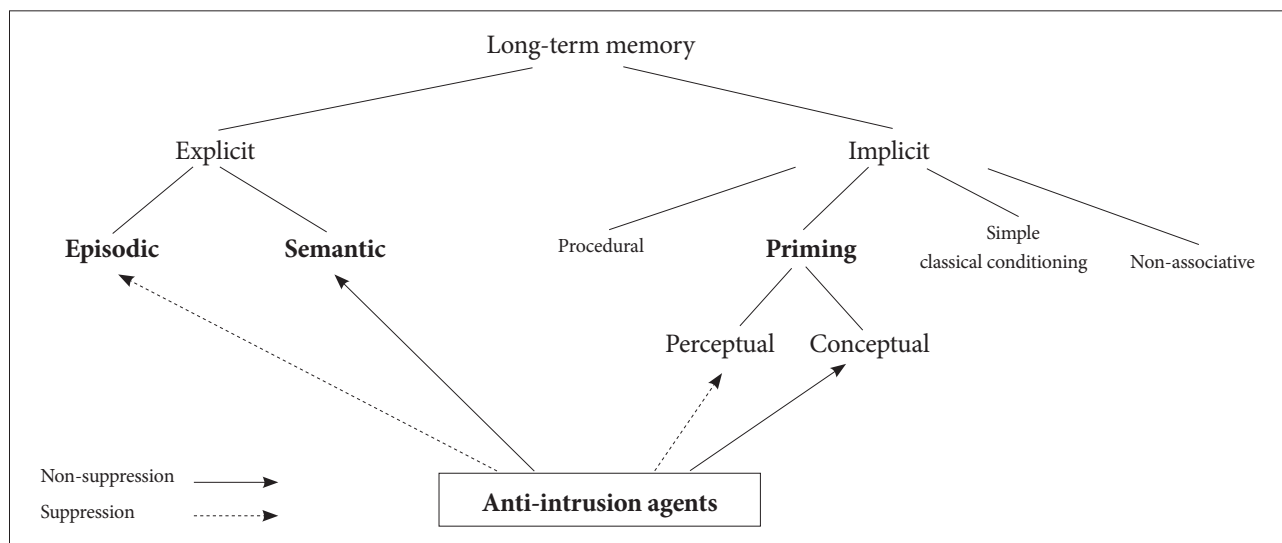 Long-term memory
Explicit
Implicit
Episodic
Semantic
Procedural
Priming
Simple
classical conditioning
Non-associative
Perceptual
Conceptual
Non-suppression
Suppression
Anti-intrusion agents